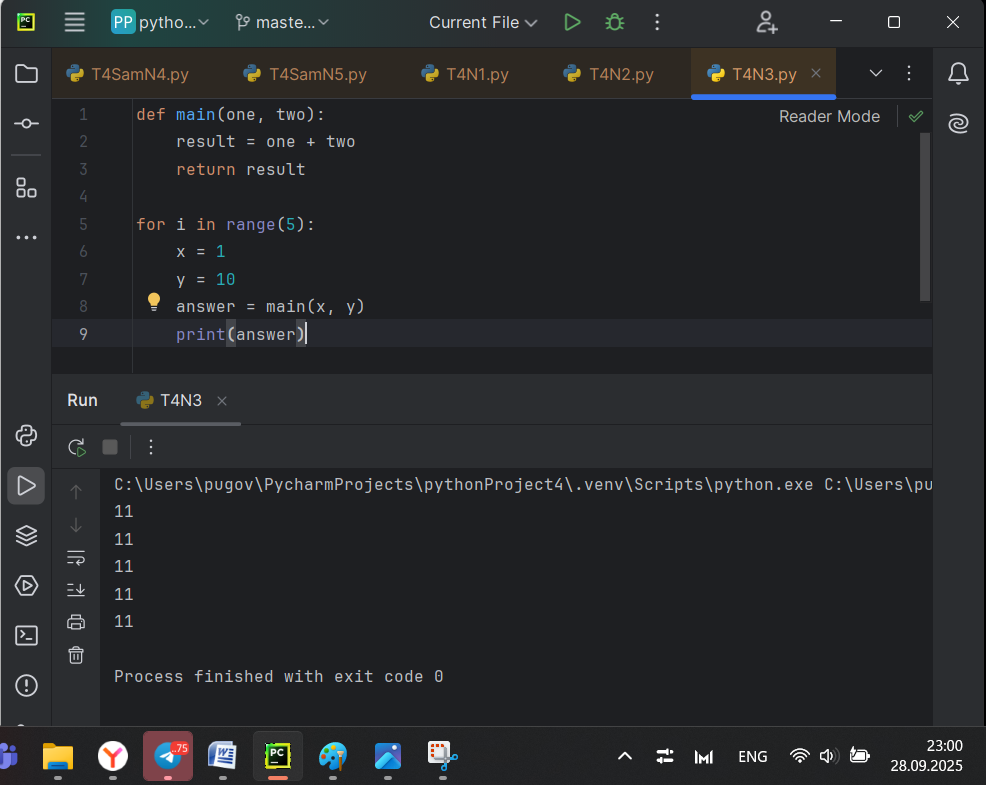 PC PP pytho... maste... Current File
T4SamN4.py T4SamN5.py T4N1.py T4N2.py T4N3.py
1 def main(one, two):
Reader Mode
2     result = one + two
3     return result
4
5 for i in range(5):
6     x = 1
7     y = 10
8     answer = main(x, y)
9     print(answer)
Run T4N3
C:\Users\pugov\PycharmProjects\pythonProject4\.venv\Scripts\python.exe C:\Users\pu
11
11
11
11
11
Process finished with exit code 0
..75 PC ENG 23:00
28.09.2025